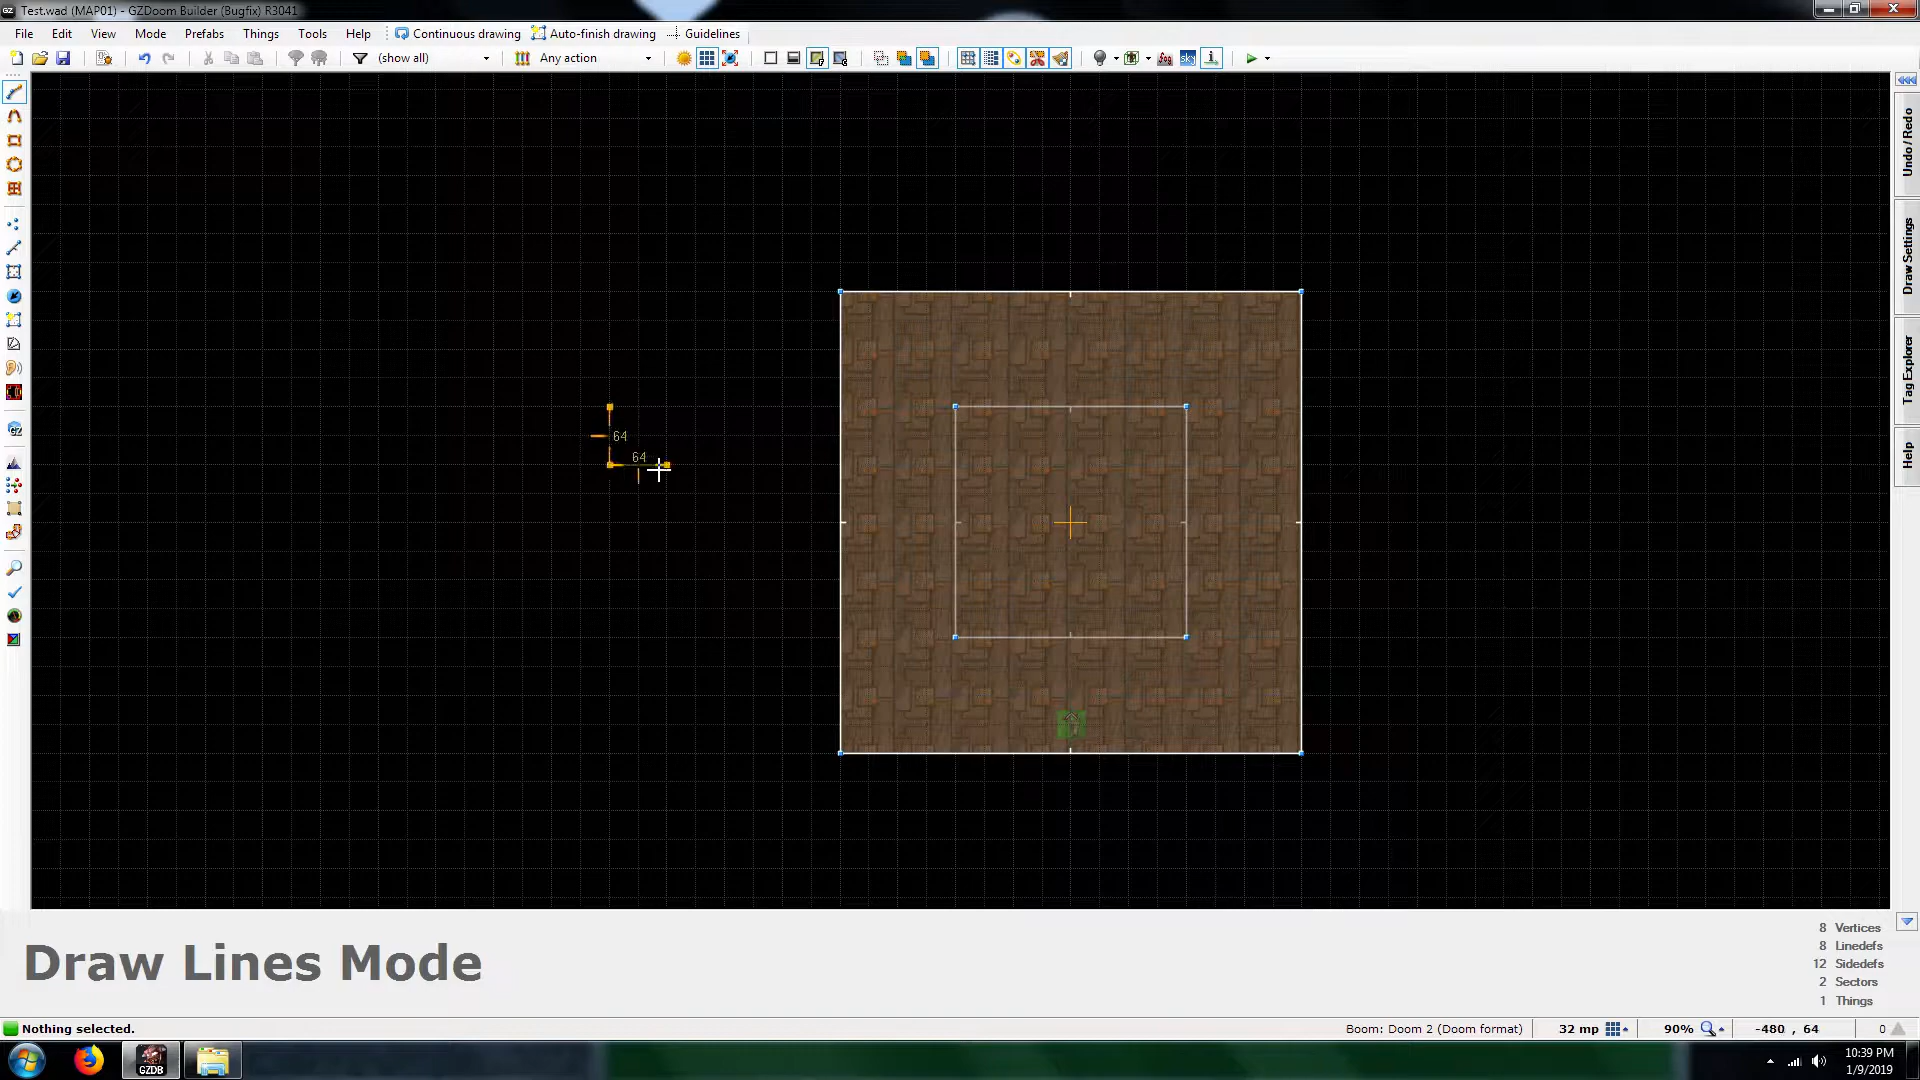 Test.wad (MAP01) - GZDoom Builder (Bugfix) R3041
File Edit View Mode Prefabs Things Tools Help Continuous drawing Auto-finish drawing Guidelines
(show all) Any action
Undo / Redo
Draw Settings
Tag Explorer
Help
64
64
Draw Lines Mode
8 Vertices
8 Linedefs
12 Sidedefs
2 Sectors
1 Things
Nothing selected. Boom: Doom 2 (Doom format) 32 mp 90% -480 , 64 0
GZDB
10:39 PM
1/9/2019